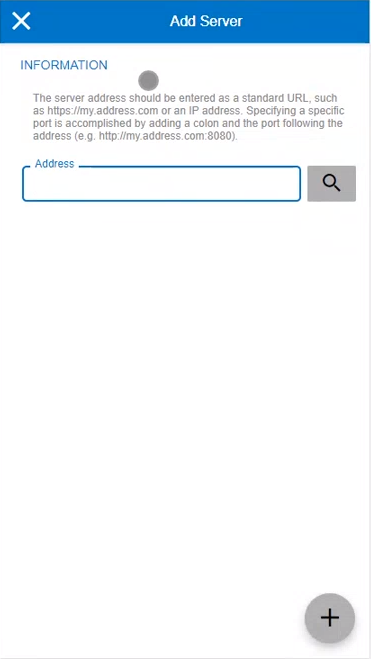 Add Server
INFORMATION
The server address should be entered as a standard URL, such
as https://my.address.com or an IP address. Specifying a specific
port is accomplished by adding a colon and the port following the
address (e.g. http://my.address.com:8080).
Address